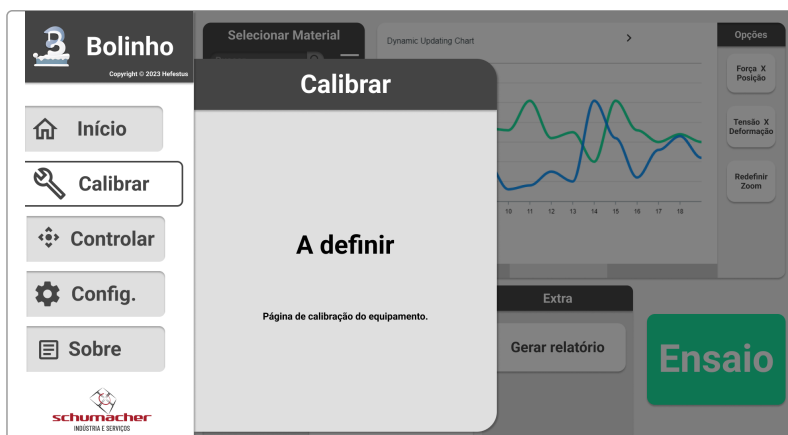 Bolinho
Copyright © 2023 Hefestus
Início
Calibrar
Controlar
Config.
Sobre
schumacher
INDÚSTRIA E SERVIÇOS
Selecionar Material
Calibrar
A definir
Página de calibração do equipamento.
Dynamic Updating Chart
10 11 12 13 14 15 16 17 18
Opções
Força X
Posição
Tensão X
Deformação
Redefinir
Zoom
Extra
Gerar relatório
Ensaio